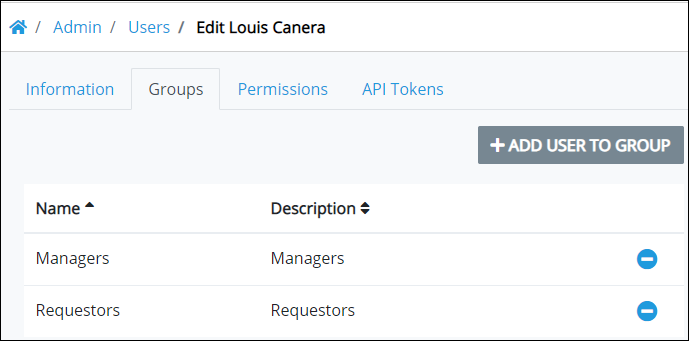 / Admin / Users / Edit Louis Canera
Information Groups Permissions API Tokens
+ ADD USER TO GROUP
Name Description
Managers Managers
Requestors Requestors